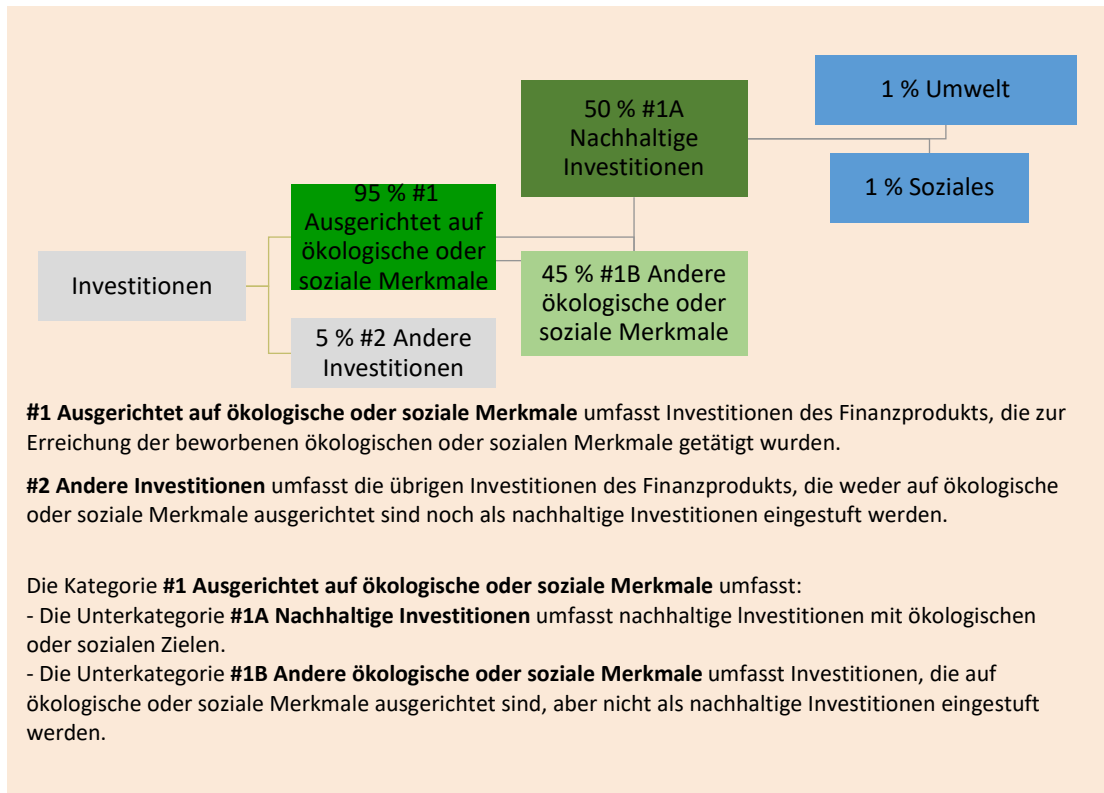 1 % Umwelt
50 % #1A
Nachhaltige
Investitionen
1 % Soziales
95 % #1
Ausgerichtet auf
ökologische oder
soziale Merkmale
Investitionen
45 % #1B Andere
ökologische oder
soziale Merkmale
5 % #2 Andere
Investitionen
#1 Ausgerichtet auf ökologische oder soziale Merkmale umfasst Investitionen des Finanzprodukts, die zur
Erreichung der beworbenen ökologischen oder sozialen Merkmale getätigt wurden.
#2 Andere Investitionen umfasst die übrigen Investitionen des Finanzprodukts, die weder auf ökologische
oder soziale Merkmale ausgerichtet sind noch als nachhaltige Investitionen eingestuft werden.
Die Kategorie #1 Ausgerichtet auf ökologische oder soziale Merkmale umfasst:
- Die Unterkategorie #1A Nachhaltige Investitionen umfasst nachhaltige Investitionen mit ökologischen
oder sozialen Zielen.
- Die Unterkategorie #1B Andere ökologische oder soziale Merkmale umfasst Investitionen, die auf
ökologische oder soziale Merkmale ausgerichtet sind, aber nicht als nachhaltige Investitionen eingestuft
werden.